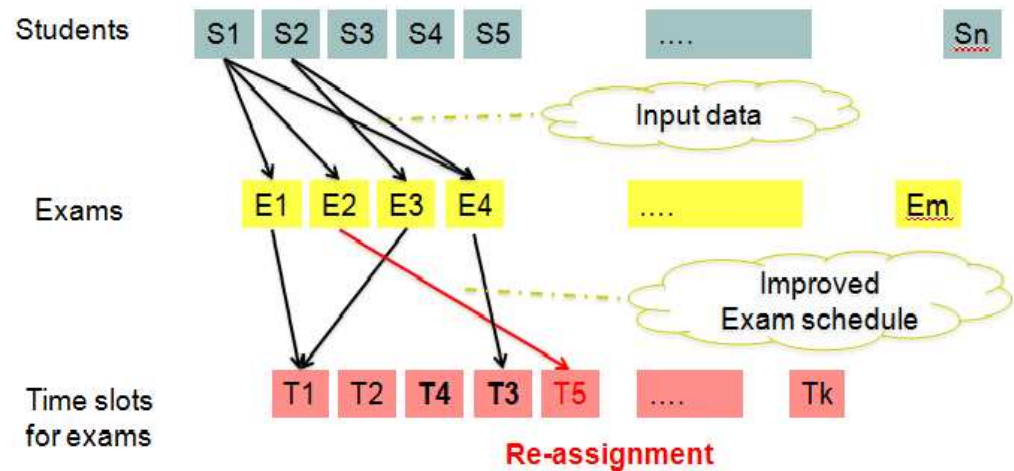 Students S1 S2 S3 S4 S5 .... Sn
Input data
Exams E1 E2 E3 E4 .... Em
Improved
Exam schedule
Time slots
for exams
T1 T2 T4 T3 T5 .... Tk
Re-assignment